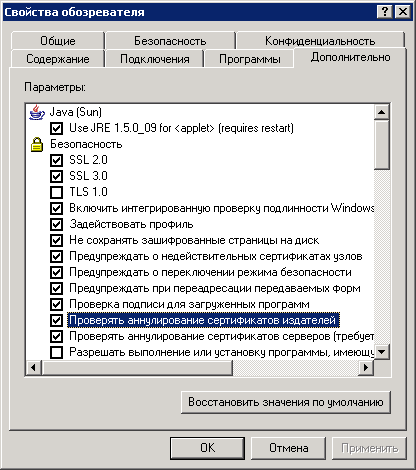 Свойства обозревателя
Общие
Безопасность
Конфиденциальность
Содержание
Подключения
Программы
Дополнительно
Параметры:
Java (Sun)
Use JRE 1.5.0_09 for <applet> (requires restart)
Безопасность
SSL 2.0
SSL 3.0
TLS 1.0
Включить интегрированную проверку подлинности Windows
Задействовать профиль
Не сохранять зашифрованные страницы на диск
Предупреждать о недействительных сертификатах узлов
Предупреждать о переключении режима безопасности
Предупреждать при переадресации передаваемых форм
Проверка подписи для загруженных программ
Проверять аннулирование сертификатов издателей
Проверять аннулирование сертификатов серверов (требует
Разрешать выполнение или установку программы, имеющу
Восстановить значения по умолчанию
OK
Отмена
Применить